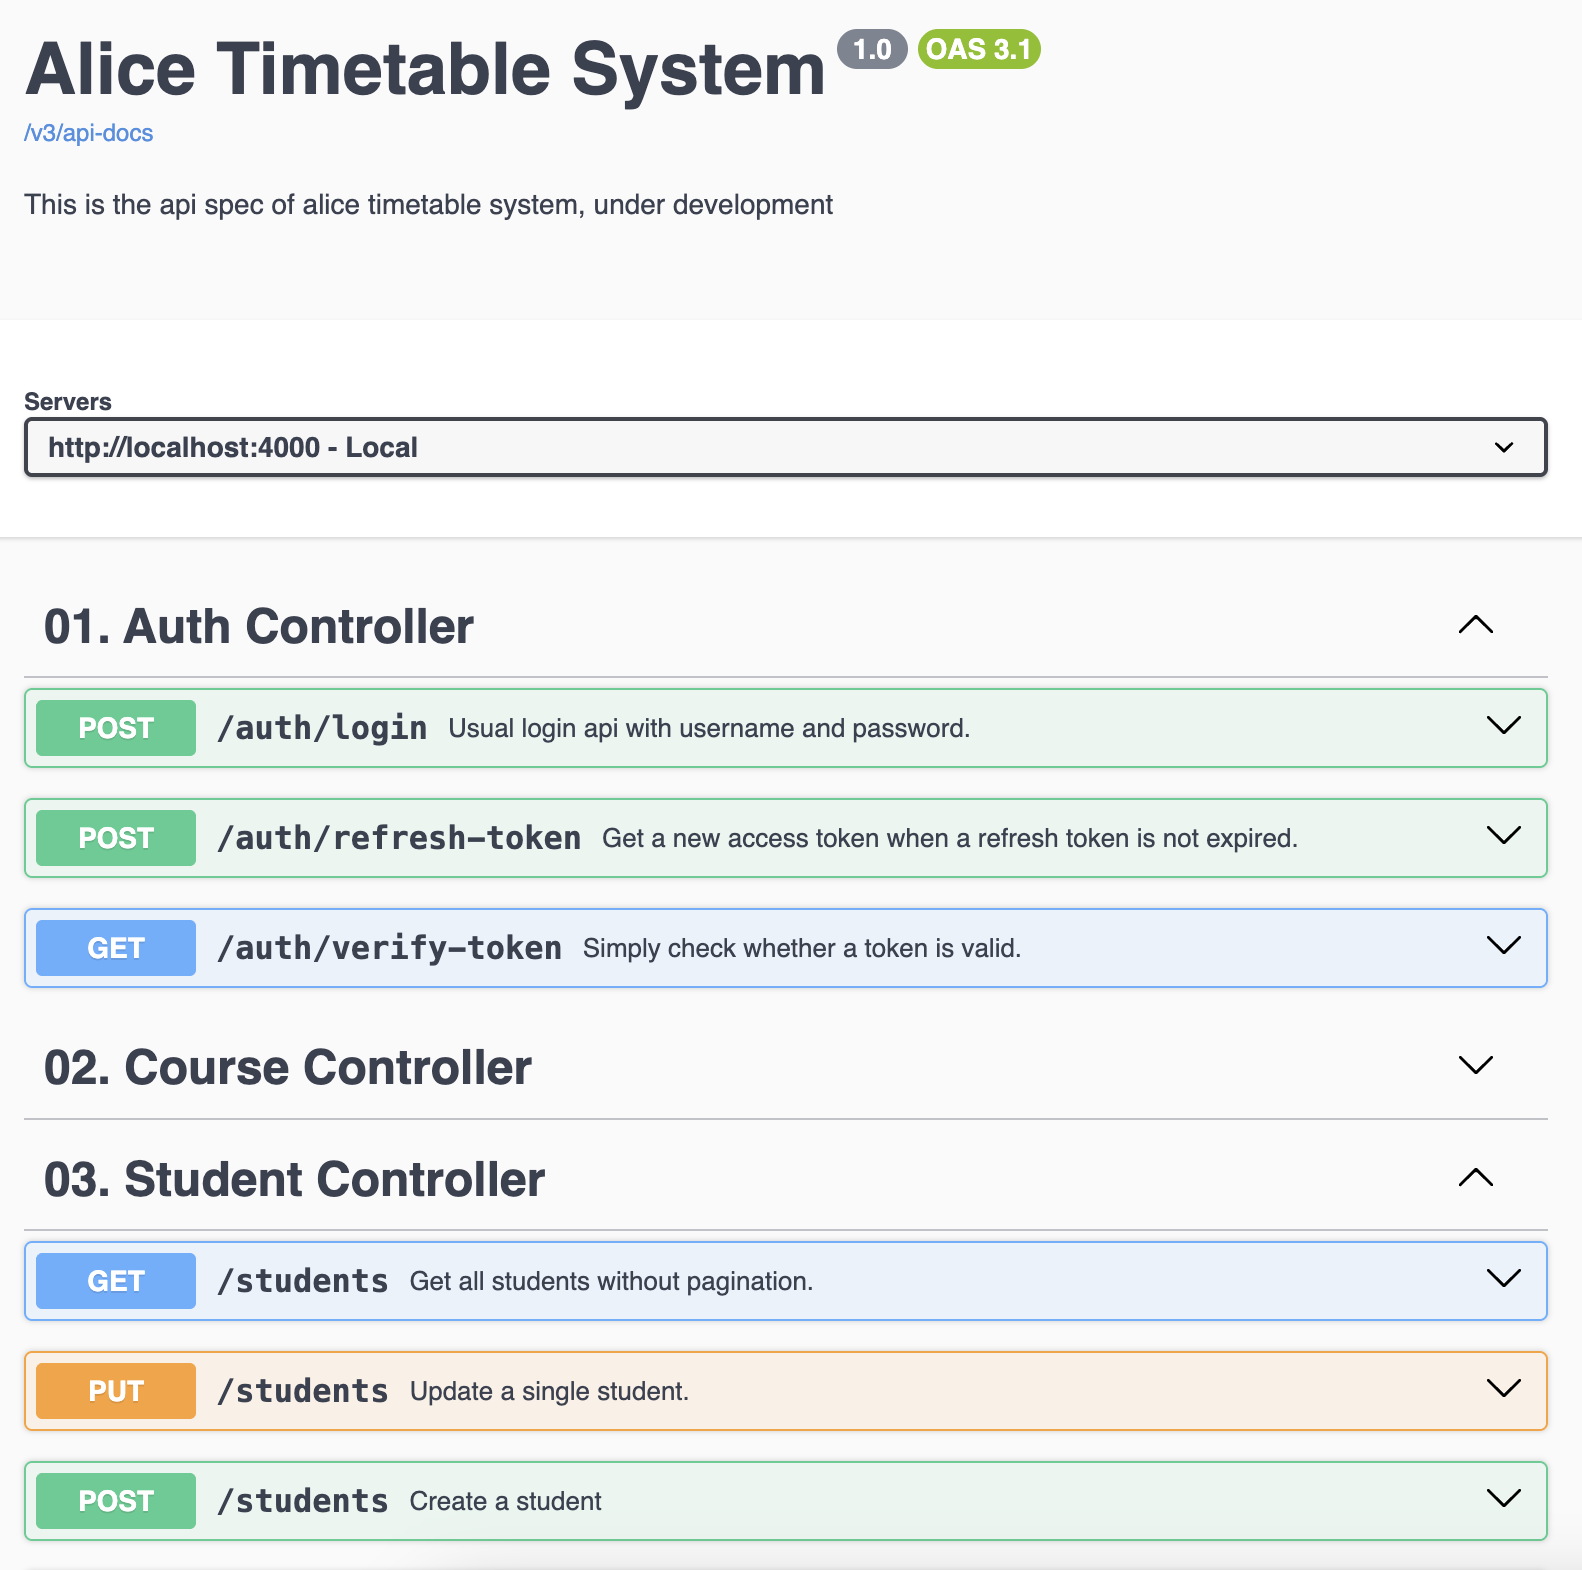 Alice Timetable System 1.0 OAS 3.1
/v3/api-docs
This is the api spec of alice timetable system, under development
Servers
http://localhost:4000 - Local
01. Auth Controller
POST /auth/login Usual login api with username and password.
POST /auth/refresh-token Get a new access token when a refresh token is not expired.
GET /auth/verify-token Simply check whether a token is valid.
02. Course Controller
03. Student Controller
GET /students Get all students without pagination.
PUT /students Update a single student.
POST /students Create a student